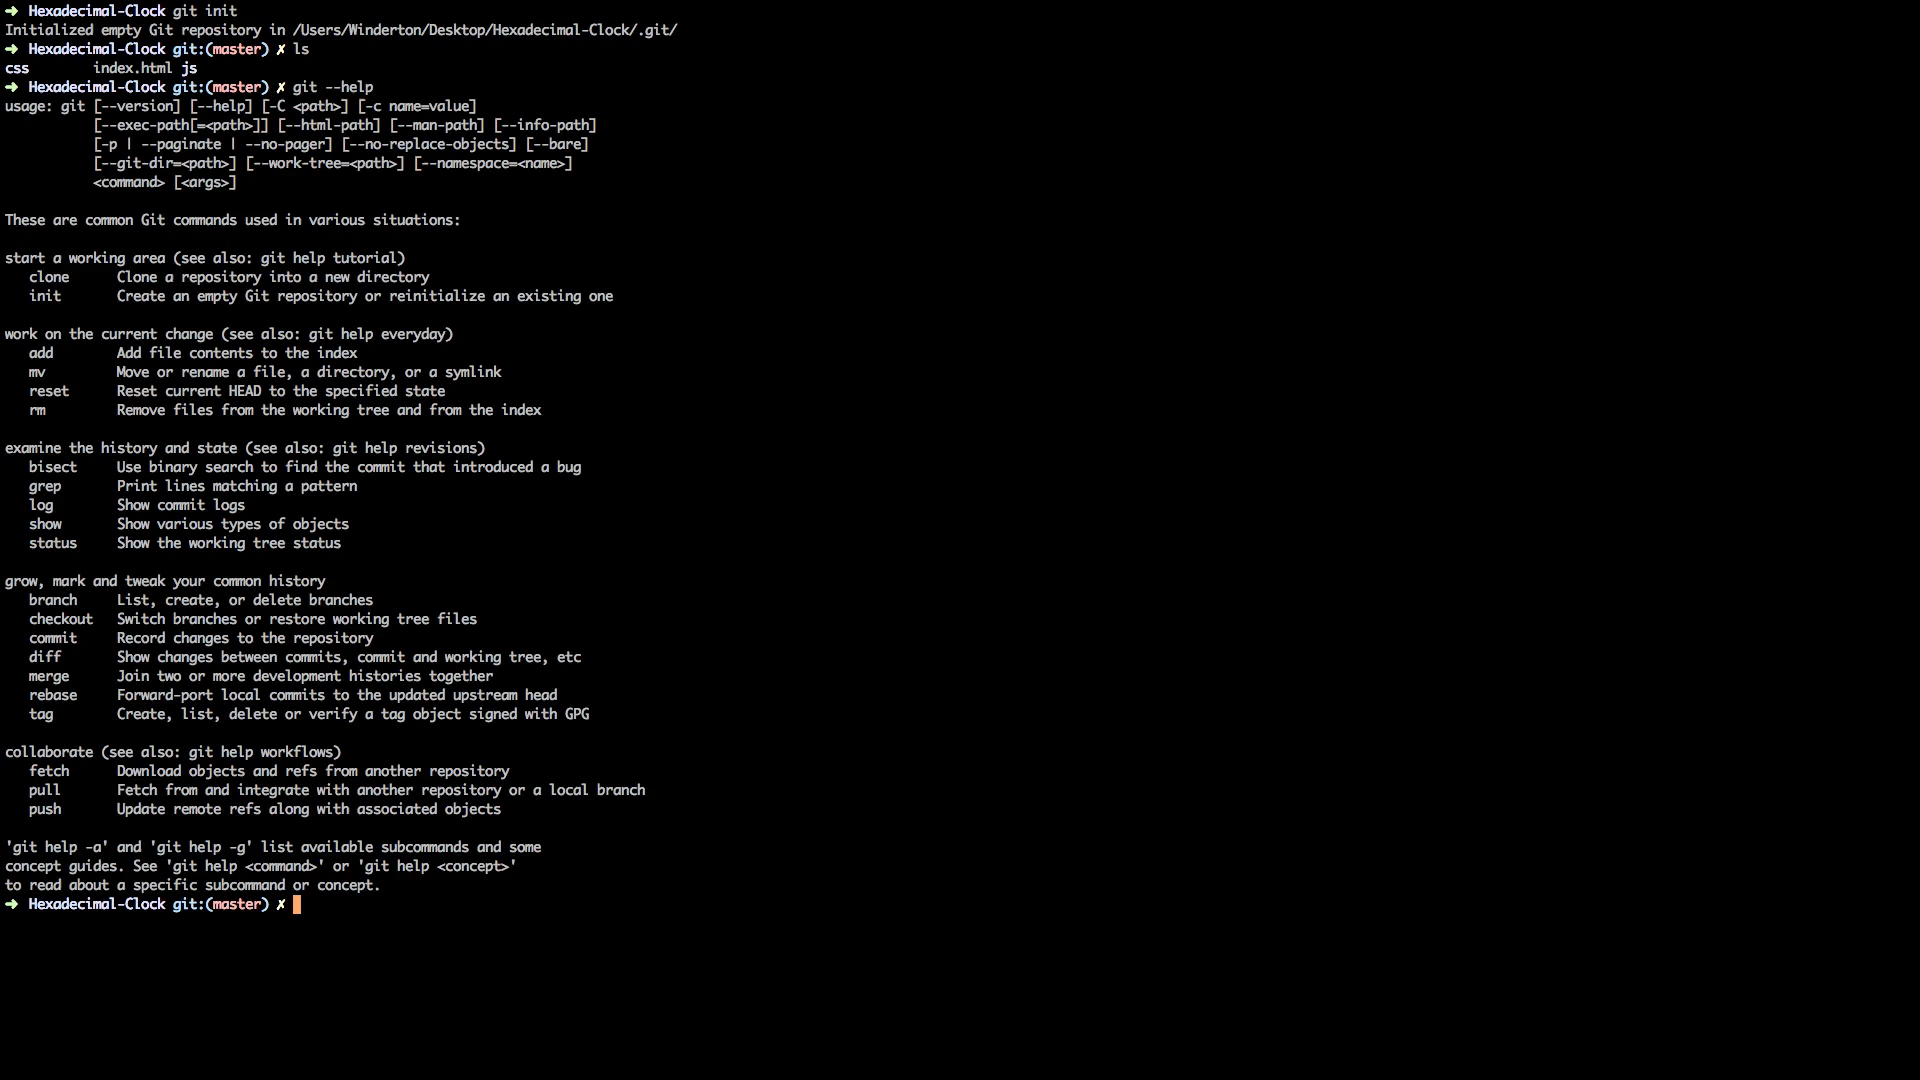 ➜ Hexadecimal-Clock git init
Initialized empty Git repository in /Users/Winderton/Desktop/Hexadecimal-Clock/.git/
➜ Hexadecimal-Clock git:(master) ✗ ls
css        index.html js
➜ Hexadecimal-Clock git:(master) ✗ git --help
usage: git [--version] [--help] [-C <path>] [-c name=value]
           [--exec-path[=<path>]] [--html-path] [--man-path] [--info-path]
           [-p | --paginate | --no-pager] [--no-replace-objects] [--bare]
           [--git-dir=<path>] [--work-tree=<path>] [--namespace=<name>]
           <command> [<args>]

These are common Git commands used in various situations:

start a working area (see also: git help tutorial)
   clone      Clone a repository into a new directory
   init       Create an empty Git repository or reinitialize an existing one

work on the current change (see also: git help everyday)
   add        Add file contents to the index
   mv         Move or rename a file, a directory, or a symlink
   reset      Reset current HEAD to the specified state
   rm         Remove files from the working tree and from the index

examine the history and state (see also: git help revisions)
   bisect     Use binary search to find the commit that introduced a bug
   grep       Print lines matching a pattern
   log        Show commit logs
   show       Show various types of objects
   status     Show the working tree status

grow, mark and tweak your common history
   branch     List, create, or delete branches
   checkout   Switch branches or restore working tree files
   commit     Record changes to the repository
   diff       Show changes between commits, commit and working tree, etc
   merge      Join two or more development histories together
   rebase     Forward-port local commits to the updated upstream head
   tag        Create, list, delete or verify a tag object signed with GPG

collaborate (see also: git help workflows)
   fetch      Download objects and refs from another repository
   pull       Fetch from and integrate with another repository or a local branch
   push       Update remote refs along with associated objects

'git help -a' and 'git help -g' list available subcommands and some
concept guides. See 'git help <command>' or 'git help <concept>'
to read about a specific subcommand or concept.
➜ Hexadecimal-Clock git:(master) ✗